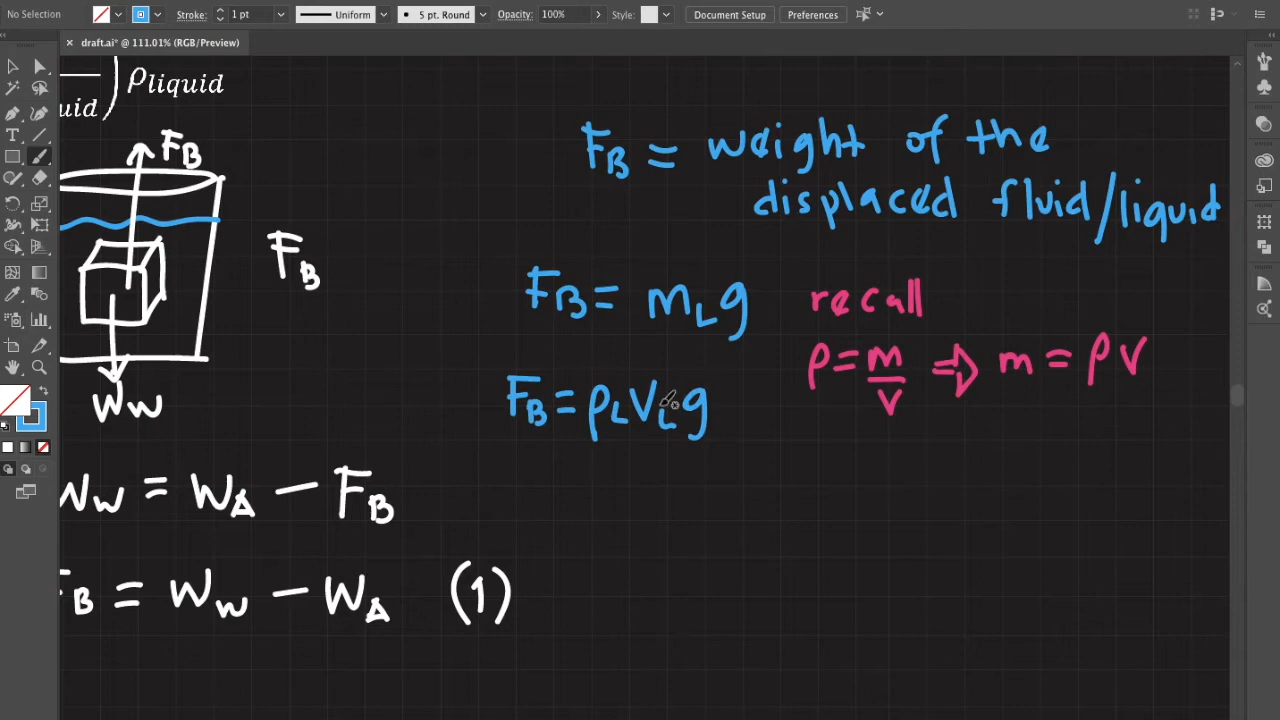 No Selection Stroke: 1 pt Uniform 5 pt. Round Opacity: 100% Style: Document Setup Preferences
× draft.ai* @ 111.01% (RGB/Preview)
uid ) ρliquid
FB
FB
WW
WW = WA − FB
FB = WW − WA (1)
FB = weight of the
displaced fluid/liquid
FB = mLg
recall
ρ = m/V ⇒ m = ρV
FB = ρLVLg